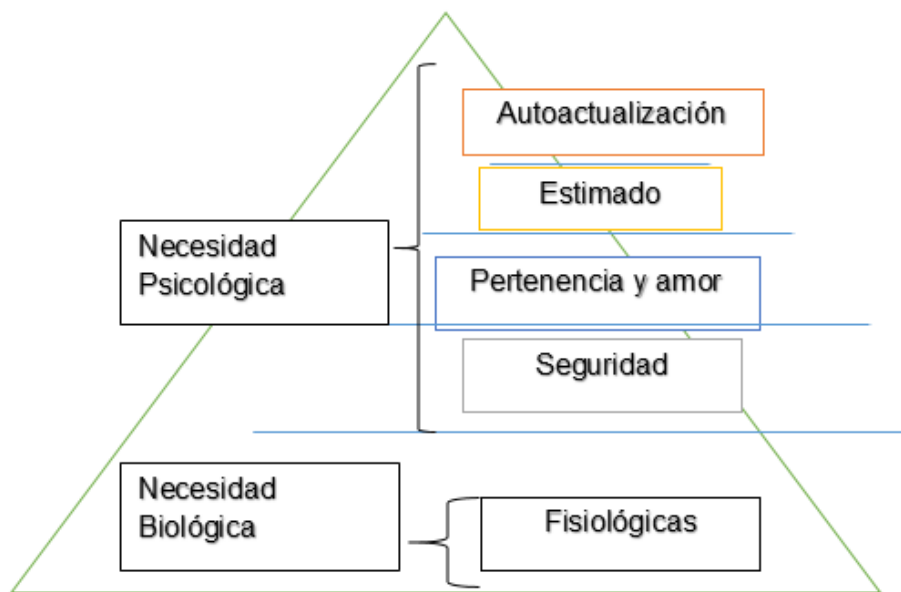 Autoactualización
Estimado
Necesidad
Psicológica
Pertenencia y amor
Seguridad
Necesidad
Biológica
Fisiológicas